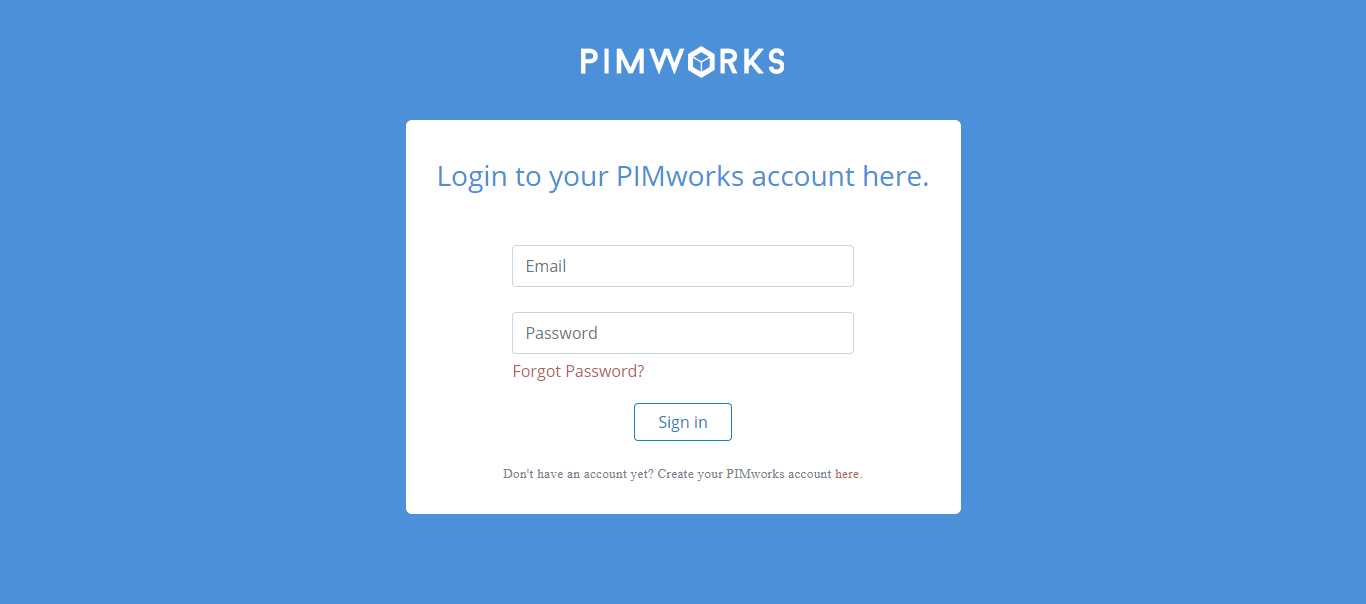 PIMWORKS
Login to your PIMworks account here.
Email
Password
Forgot Password?
Sign in
Don't have an account yet? Create your PIMworks account here.